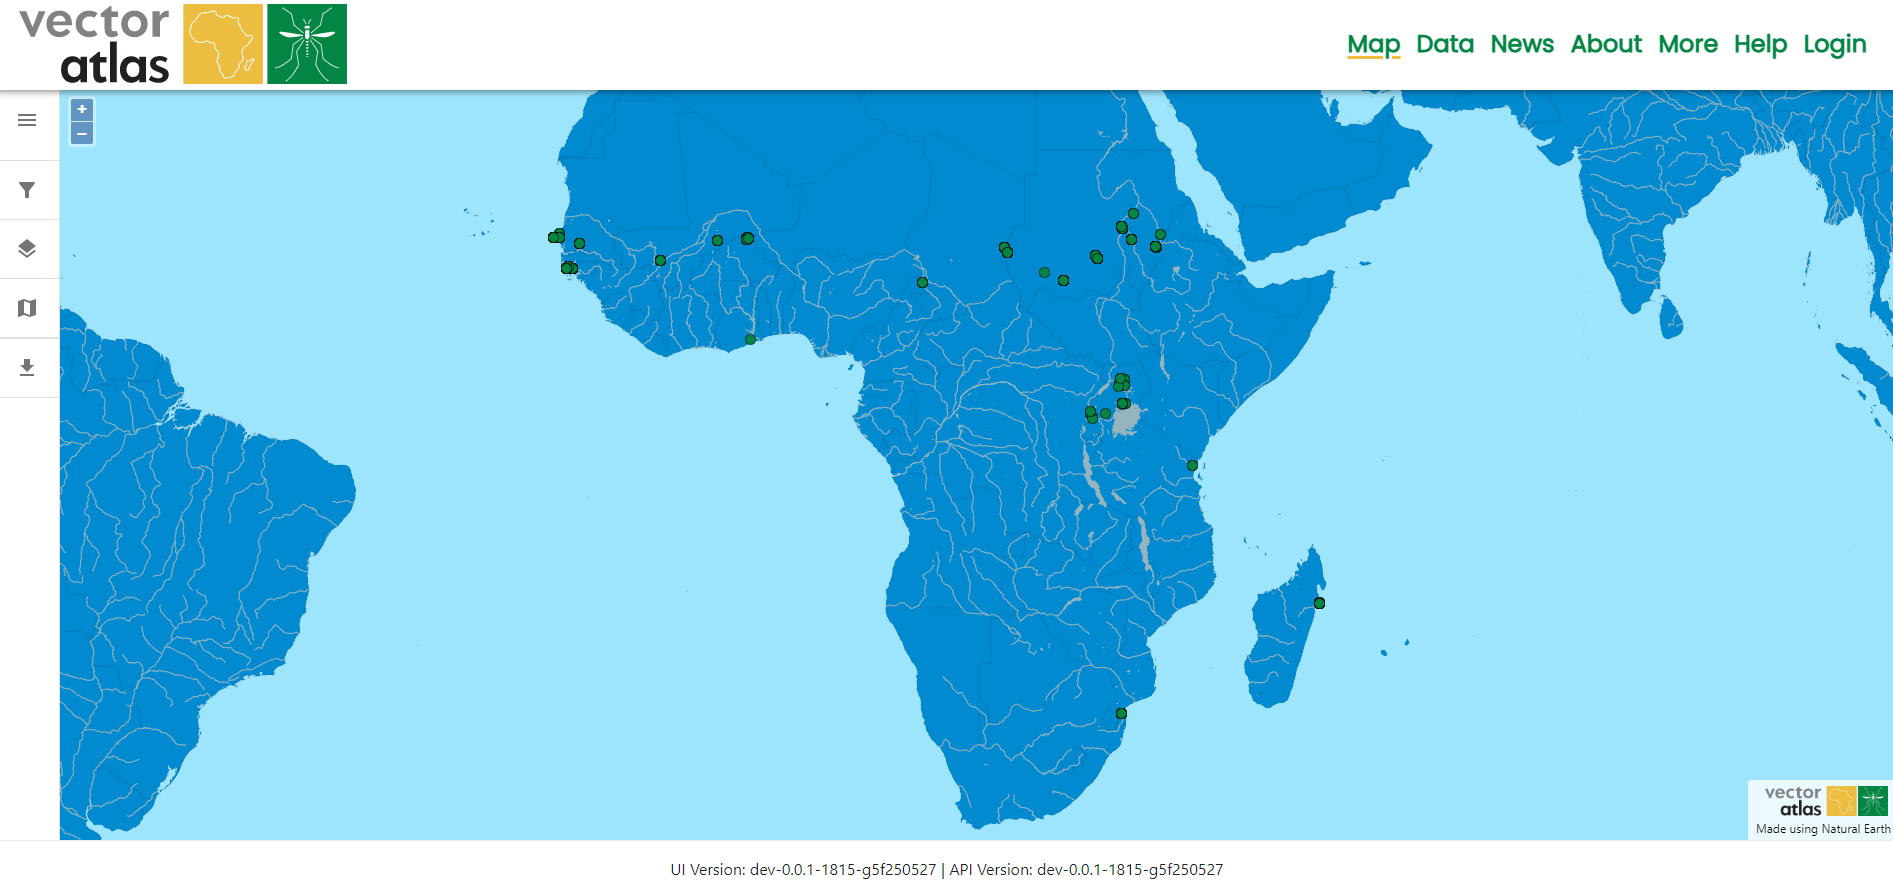 vector
atlas
Map Data News About More Help Login
+
−
vector
atlas
Made using Natural Earth
UI Version: dev-0.0.1-1815-g5f250527 | API Version: dev-0.0.1-1815-g5f250527